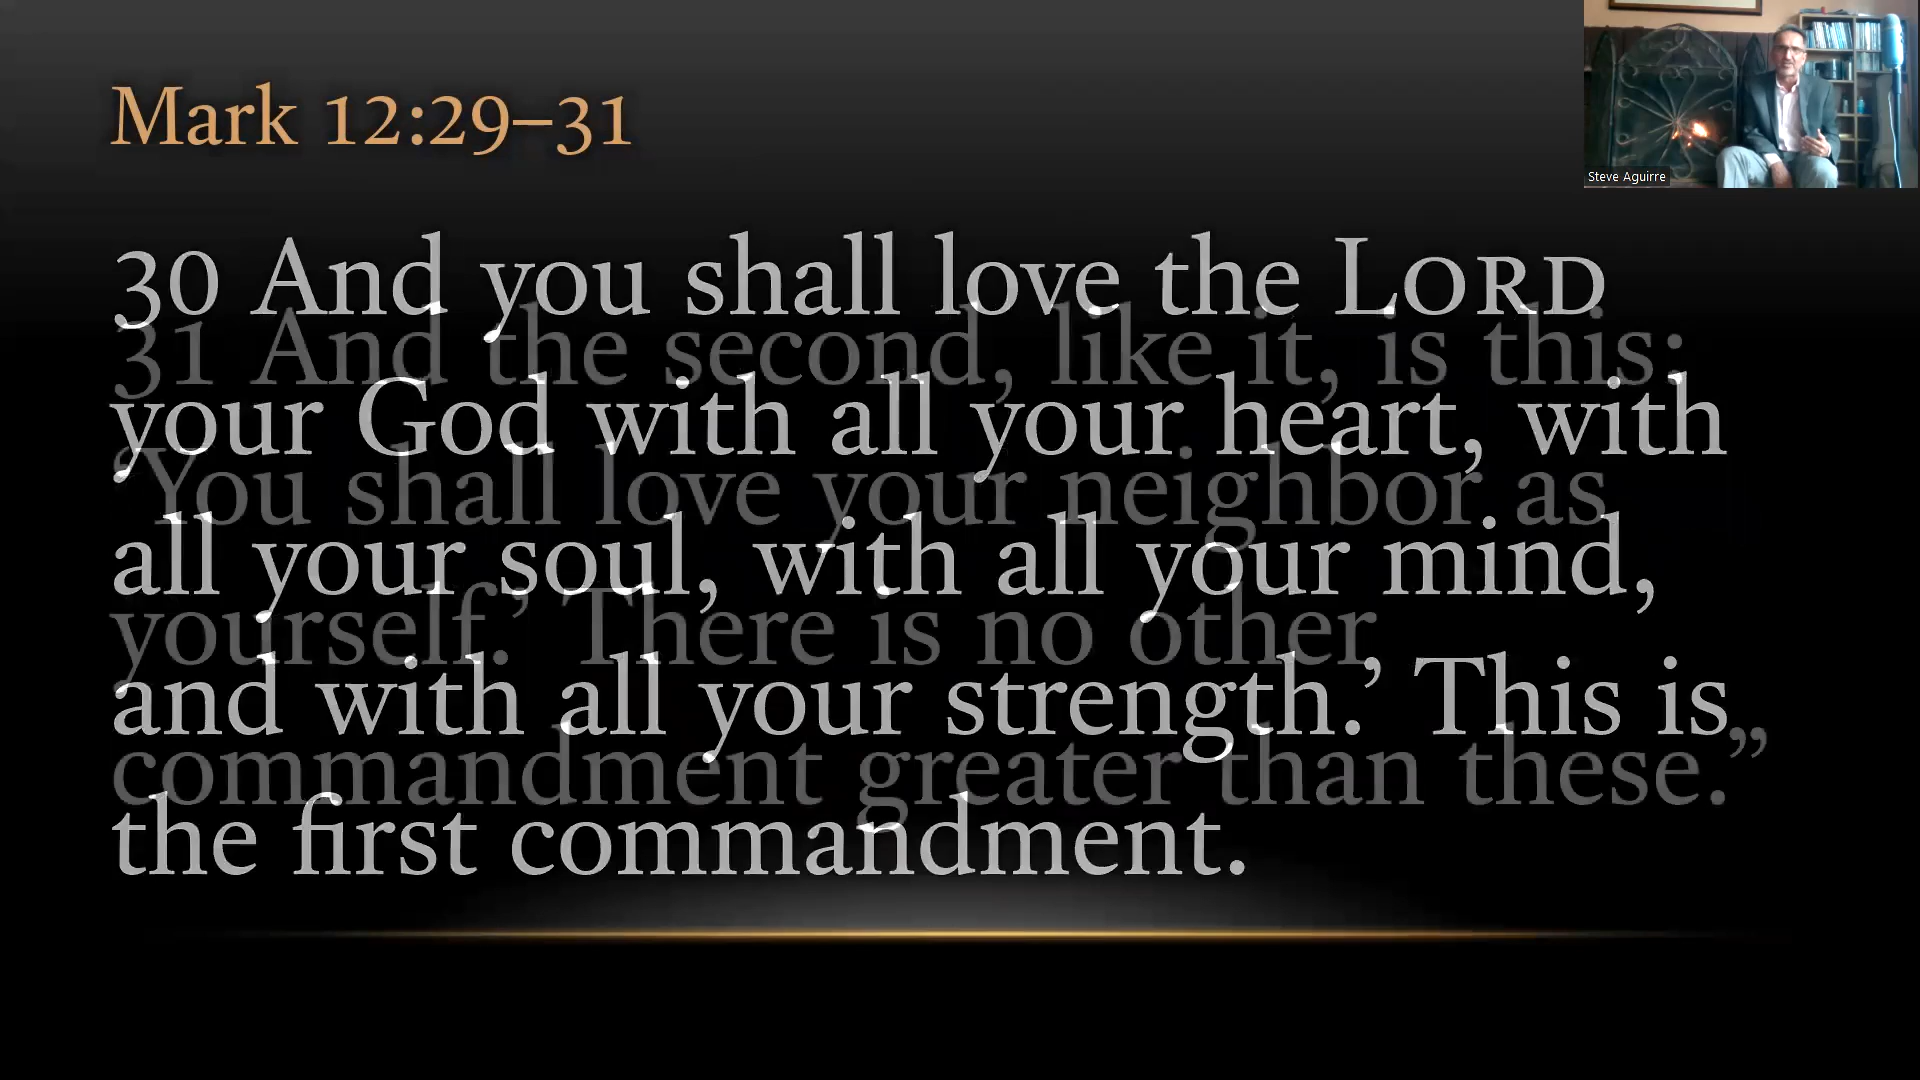 Mark 12:29–31
Steve Aguirre
30 And you shall love the LORD
your God with all your heart, with
all your soul, with all your mind,
and with all your strength.’ This is
the first commandment.
31 And the second, like it, is this:
‘You shall love your neighbor as
yourself.’ There is no other
commandment greater than these.”